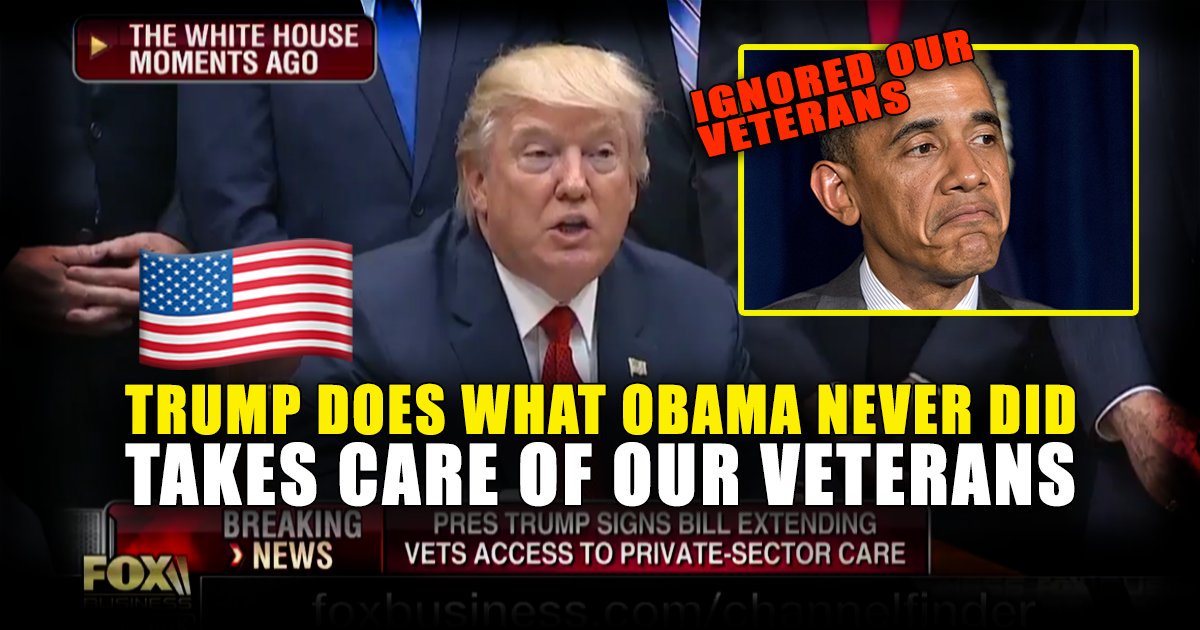 THE WHITE HOUSE
MOMENTS AGO
IGNORED OUR
VETERANS
TRUMP DOES WHAT OBAMA NEVER DID
TAKES CARE OF OUR VETERANS
BREAKING
NEWS
PRES TRUMP SIGNS BILL EXTENDING
VETS ACCESS TO PRIVATE-SECTOR CARE
FOX
BUSINESS
foxbusiness.com/channelfinder